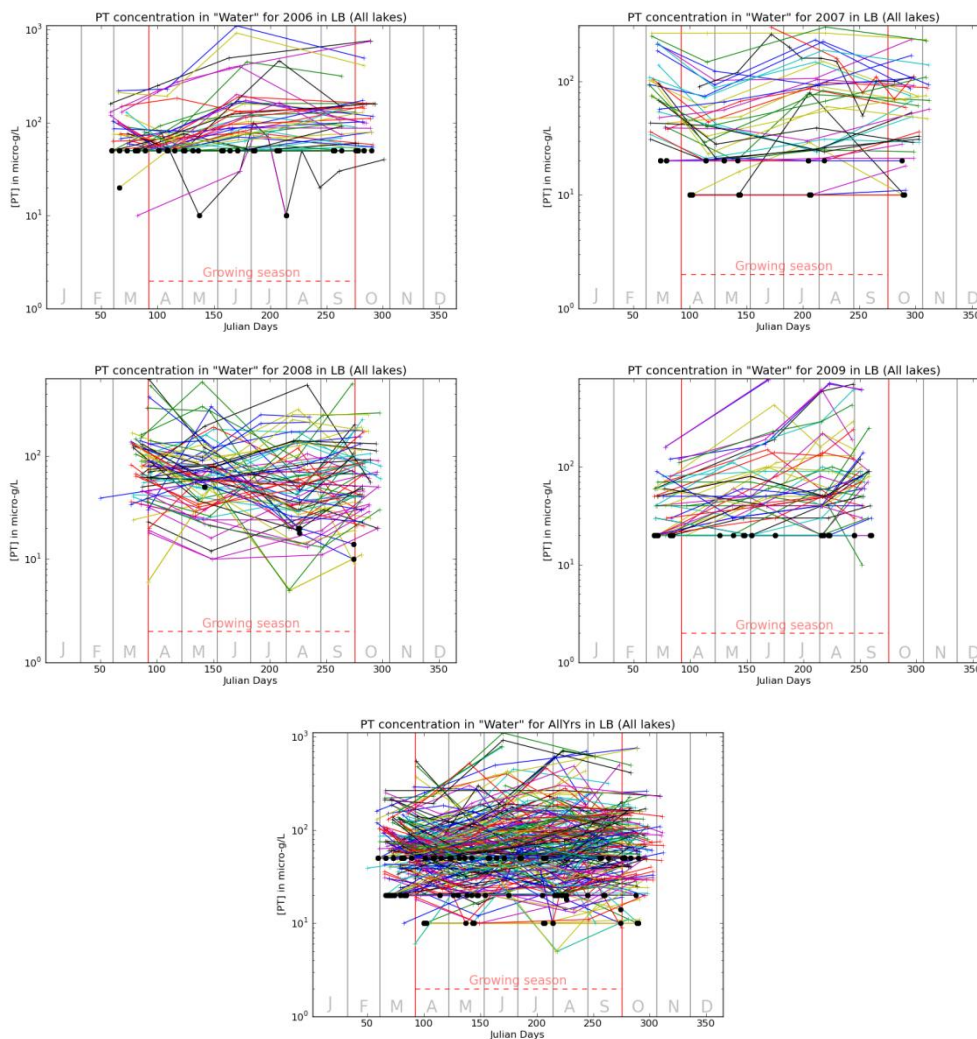 PT concentration in "Water" for 2006 in LB (All lakes)
10³
10²
10¹
10⁰
[PT] in micro-g/L
Growing season
J F M A M J J A S O N D
50 100 150 200 250 300 350
Julian Days
PT concentration in "Water" for 2007 in LB (All lakes)
10²
10¹
10⁰
[PT] in micro-g/L
Growing season
J F M A M J J A S O N D
50 100 150 200 250 300 350
Julian Days
PT concentration in "Water" for 2008 in LB (All lakes)
10²
10¹
10⁰
[PT] in micro-g/L
Growing season
J F M A M J J A S O N D
50 100 150 200 250 300 350
Julian Days
PT concentration in "Water" for 2009 in LB (All lakes)
10²
10¹
10⁰
[PT] in micro-g/L
Growing season
J F M A M J J A S O N D
50 100 150 200 250 300 350
Julian Days
PT concentration in "Water" for AllYrs in LB (All lakes)
10³
10²
10¹
10⁰
[PT] in micro-g/L
Growing season
J F M A M J J A S O N D
50 100 150 200 250 300 350
Julian Days